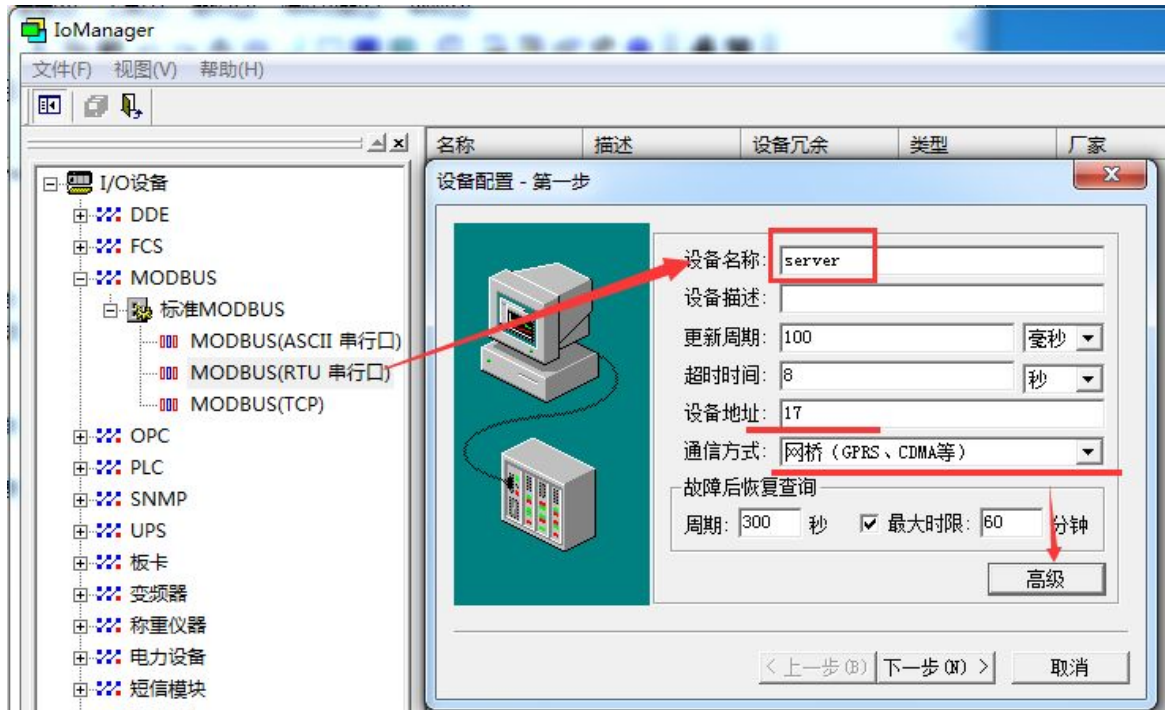 IoManager
文件(F) 视图(V) 帮助(H)
名称 描述 设备冗余 类型 厂家
I/O设备
DDE
FCS
MODBUS
标准MODBUS
MODBUS(ASCII 串行口)
MODBUS(RTU 串行口)
MODBUS(TCP)
OPC
PLC
SNMP
UPS
板卡
变频器
称重仪器
电力设备
短信模块
设备配置 - 第一步
设备名称: server
设备描述:
更新周期: 100 毫秒
超时时间: 8 秒
设备地址: 17
通信方式: 网桥（GPRS、CDMA等）
故障后恢复查询
周期: 300 秒 最大时限: 60 分钟
高级
< 上一步(B) 下一步(N) > 取消